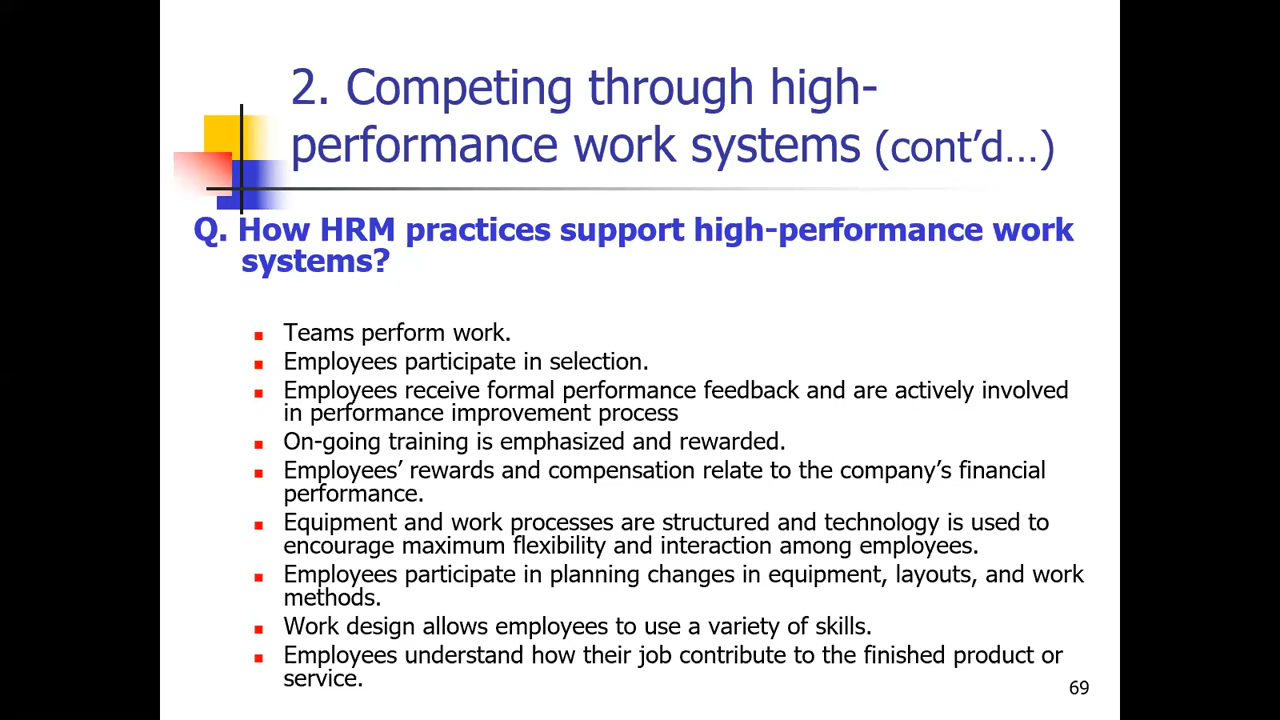 2. Competing through high-
performance work systems (cont’d…)
Q. How HRM practices support high-performance work
systems?
Teams perform work.
Employees participate in selection.
Employees receive formal performance feedback and are actively involved
in performance improvement process
On-going training is emphasized and rewarded.
Employees’ rewards and compensation relate to the company’s financial
performance.
Equipment and work processes are structured and technology is used to
encourage maximum flexibility and interaction among employees.
Employees participate in planning changes in equipment, layouts, and work
methods.
Work design allows employees to use a variety of skills.
Employees understand how their job contribute to the finished product or
service.
69